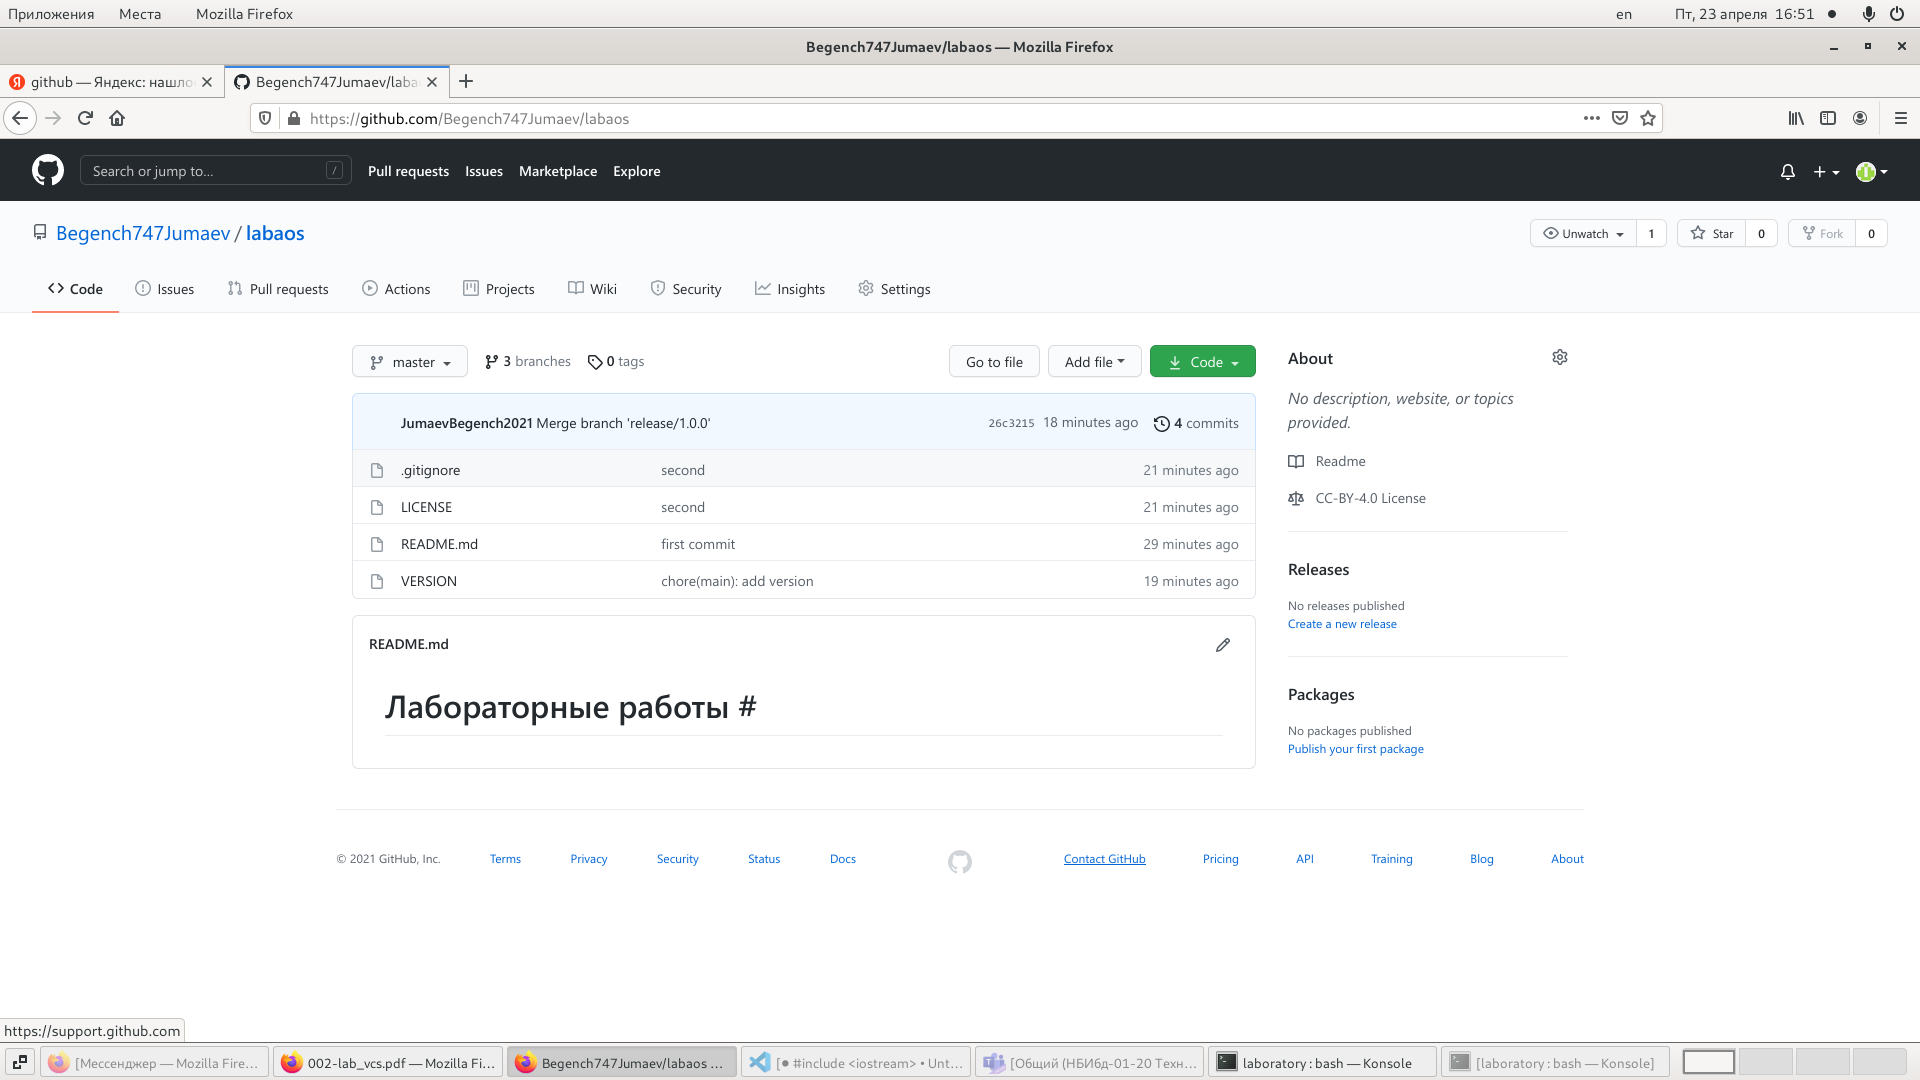 Приложения Места Mozilla Firefox en Пт, 23 апреля 16:51
Begench747Jumaev/labaos — Mozilla Firefox
github — Яндекс: нашло Begench747Jumaev/laba
https://github.com/Begench747Jumaev/labaos
Search or jump to... / Pull requests Issues Marketplace Explore
Begench747Jumaev / labaos Unwatch 1 Star 0 Fork 0
Code Issues Pull requests Actions Projects Wiki Security Insights Settings
master 3 branches 0 tags Go to file Add file Code
JumaevBegench2021 Merge branch 'release/1.0.0' 26c3215 18 minutes ago 4 commits
.gitignore second 21 minutes ago
LICENSE second 21 minutes ago
README.md first commit 29 minutes ago
VERSION chore(main): add version 19 minutes ago
README.md
Лабораторные работы #
About
No description, website, or topics
provided.
Readme
CC-BY-4.0 License
Releases
No releases published
Create a new release
Packages
No packages published
Publish your first package
© 2021 GitHub, Inc. Terms Privacy Security Status Docs Contact GitHub Pricing API Training Blog About
https://support.github.com
[Мессенджер — Mozilla Fire... 002-lab_vcs.pdf — Mozilla Fi... Begench747Jumaev/labaos ... [● #include <iostream> • Unt... [Общий (НБИбд-01-20 Техн... laboratory : bash — Konsole [laboratory : bash — Konsole]